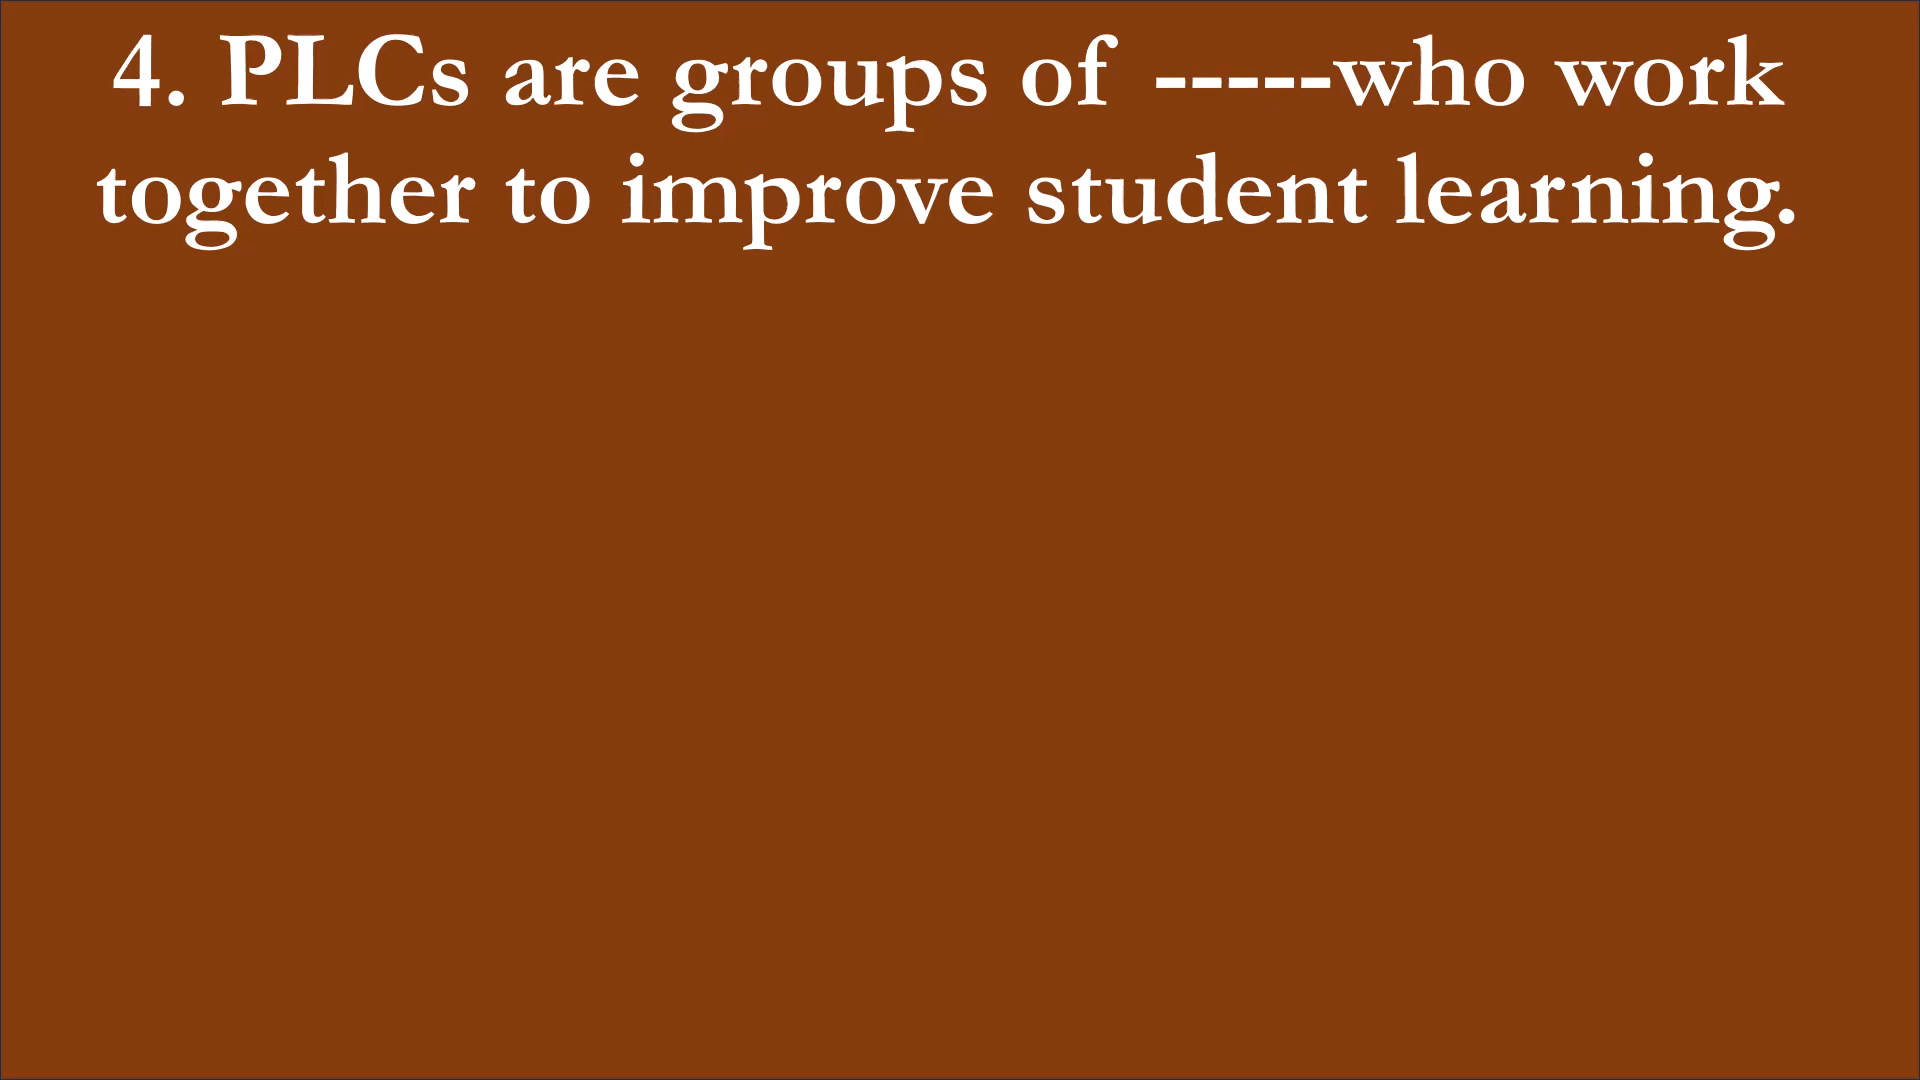 4. PLCs are groups of -----who work
together to improve student learning.